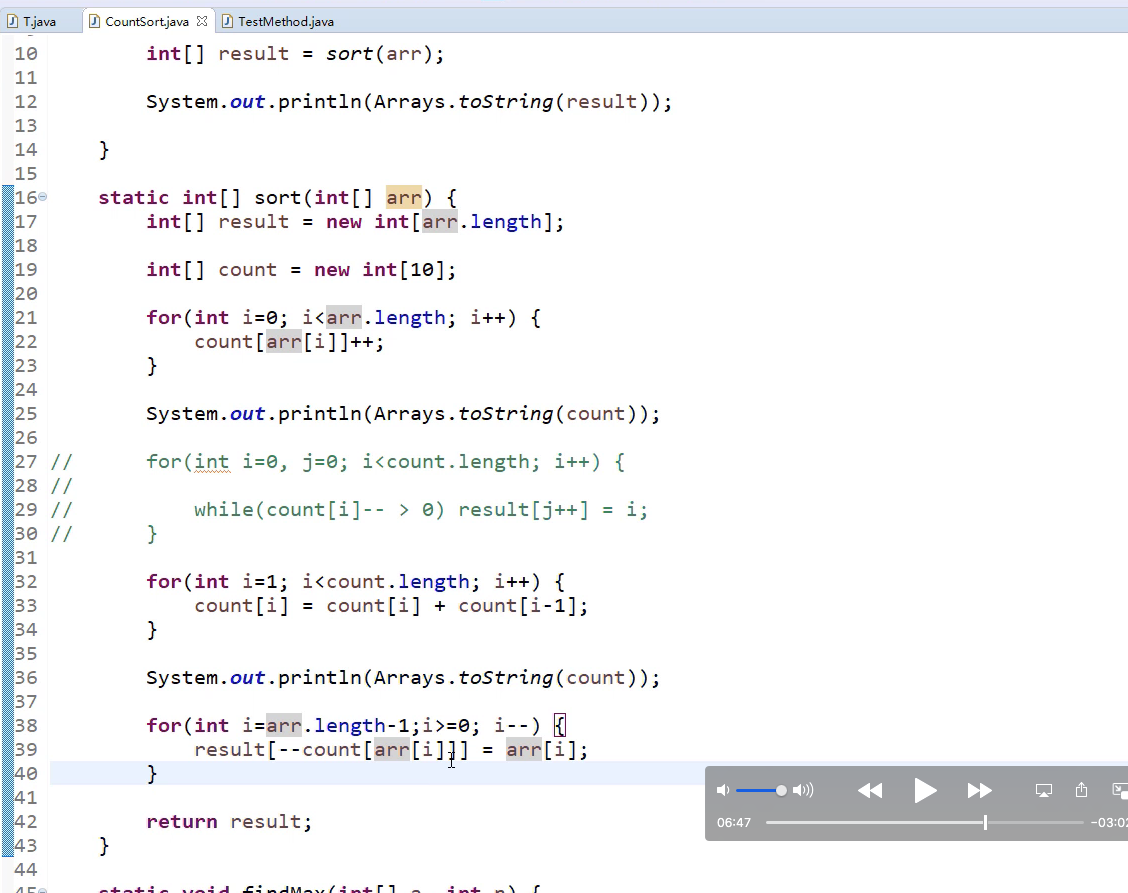 T.java CountSort.java TestMethod.java
10 int[] result = sort(arr);
11
12 System.out.println(Arrays.toString(result));
13
14 }
15
16 static int[] sort(int[] arr) {
17 int[] result = new int[arr.length];
18
19 int[] count = new int[10];
20
21 for(int i=0; i<arr.length; i++) {
22 count[arr[i]]++;
23 }
24
25 System.out.println(Arrays.toString(count));
26
27 // for(int i=0, j=0; i<count.length; i++) {
28 //
29 // while(count[i]-- > 0) result[j++] = i;
30 // }
31
32 for(int i=1; i<count.length; i++) {
33 count[i] = count[i] + count[i-1];
34 }
35
36 System.out.println(Arrays.toString(count));
37
38 for(int i=arr.length-1;i>=0; i--) {
39 result[--count[arr[i]]] = arr[i];
40 }
41
42 return result;
43 }
44
45 static void findMax(int[] a, int n) {
06:47 -03:02